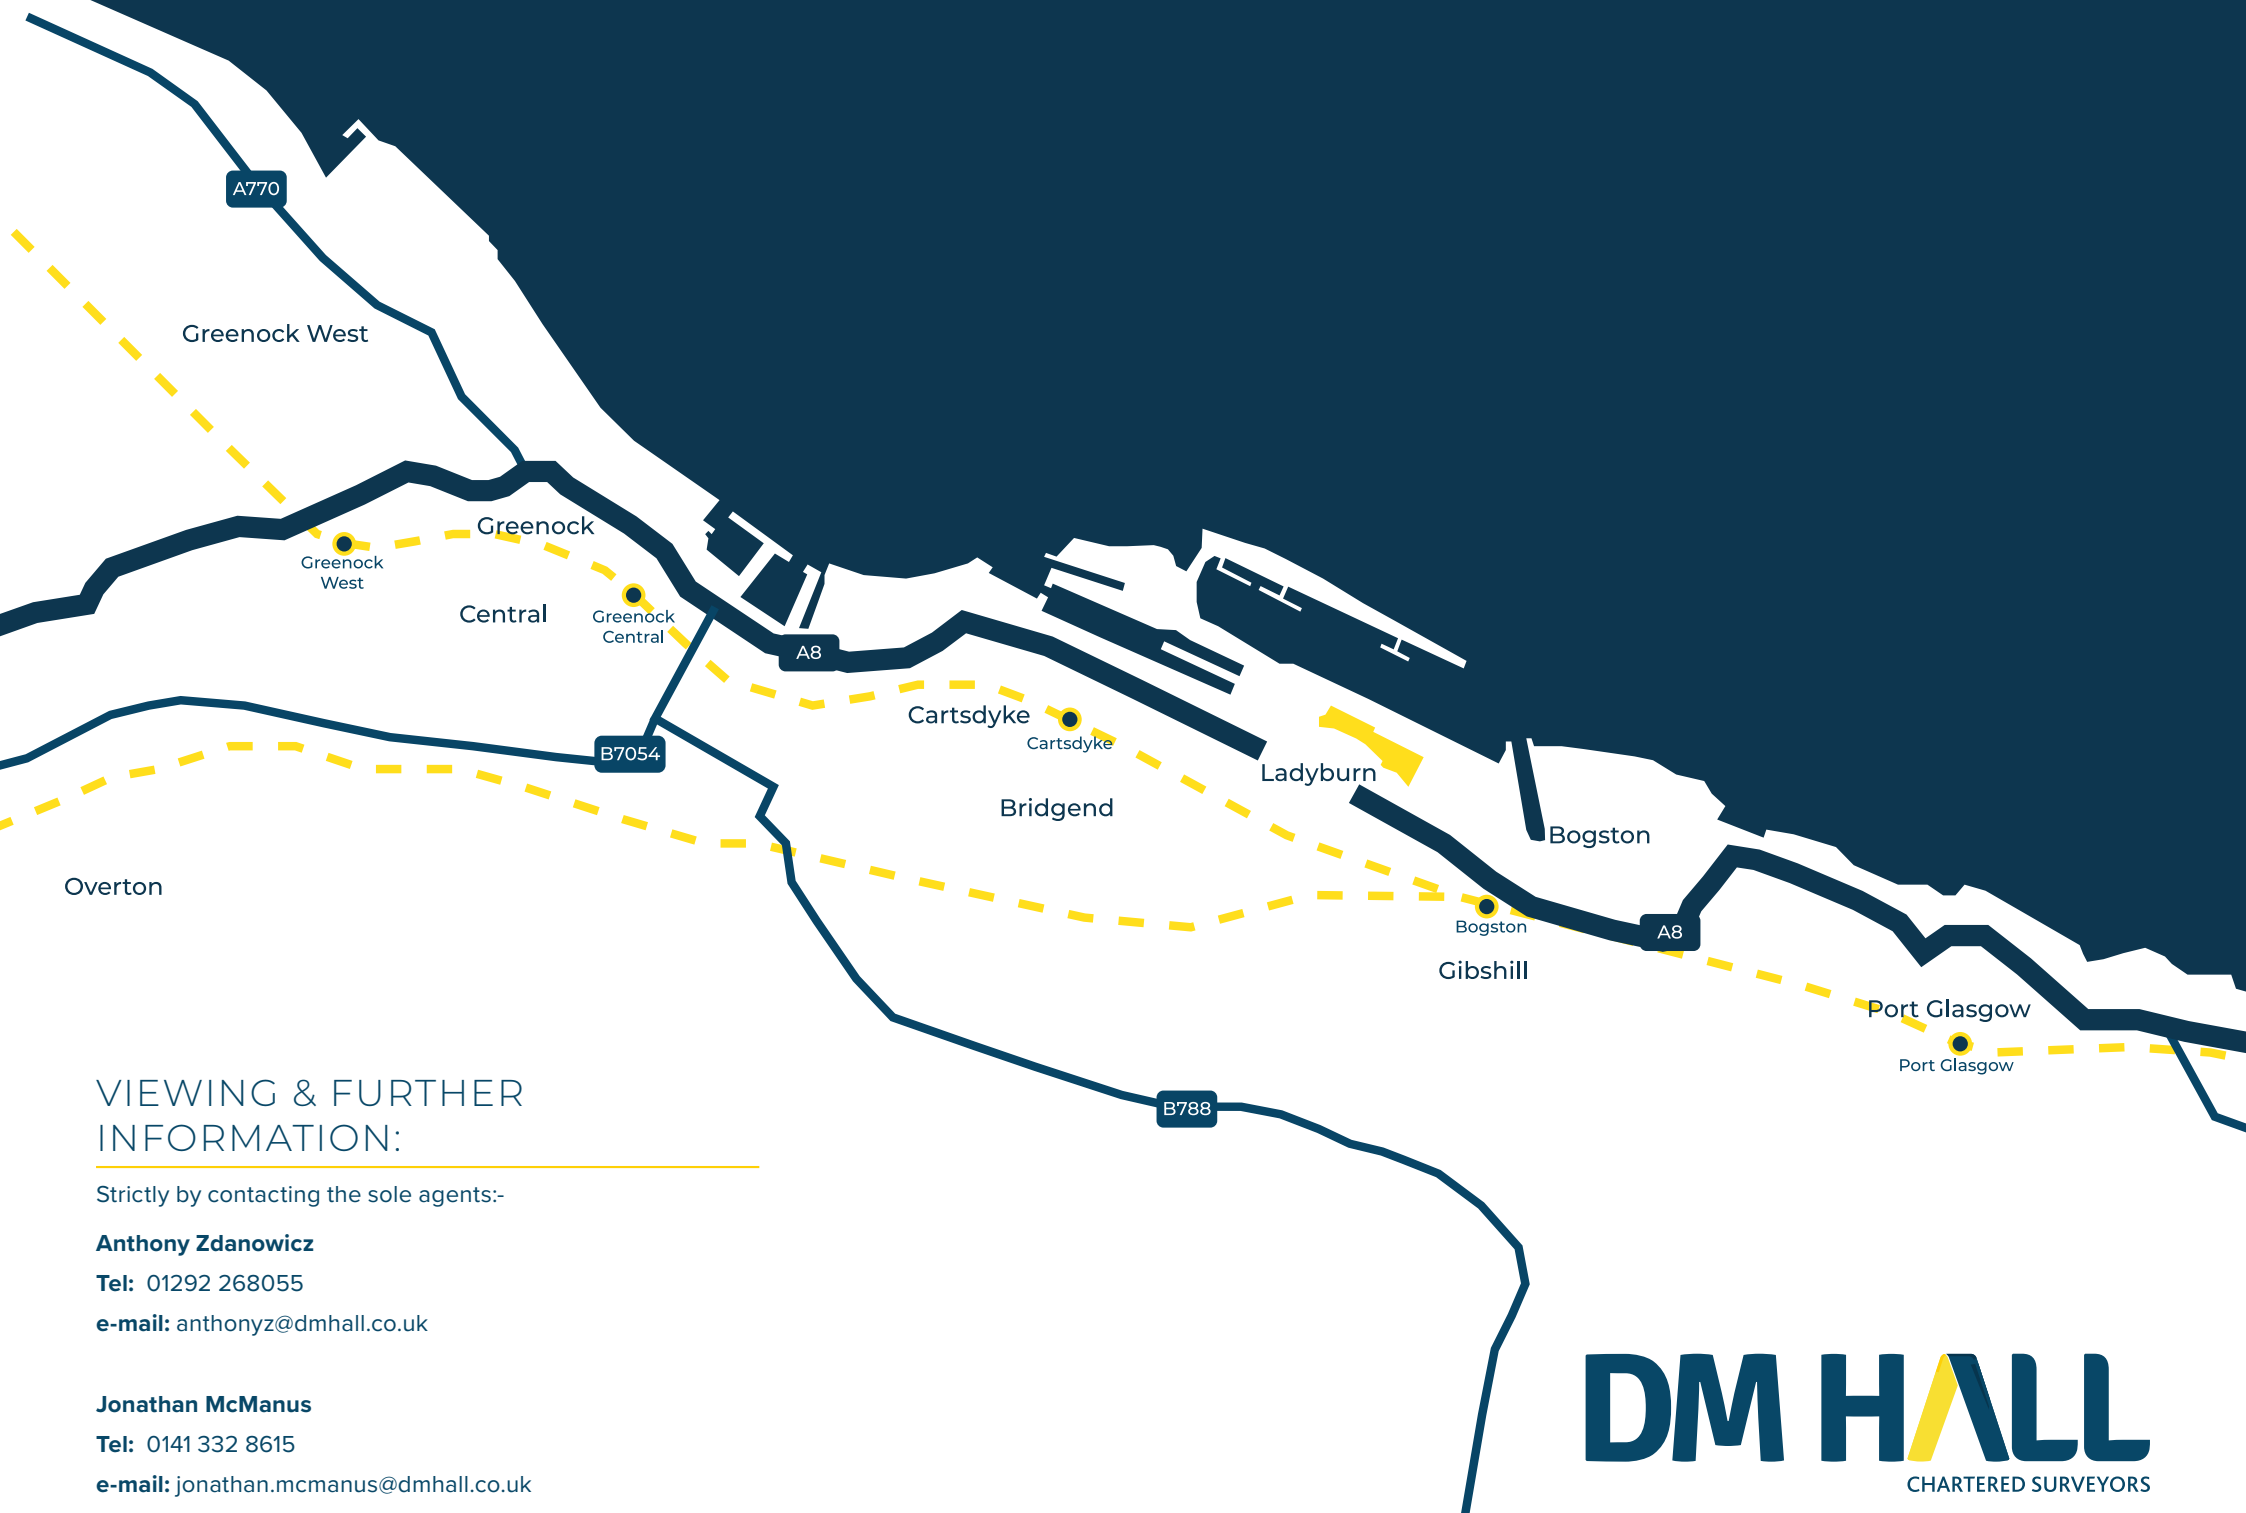 A770
Greenock West
Greenock
Greenock
West
Central
Greenock
Central
A8
Cartsdyke
Cartsdyke
B7054
Ladyburn
Bridgend
Bogston
Overton
Bogston
A8
Gibshill
Port Glasgow
Port Glasgow
B788
VIEWING & FURTHER
INFORMATION:
Strictly by contacting the sole agents:-
Anthony Zdanowicz
Tel: 01292 268055
e-mail: anthonyz@dmhall.co.uk
Jonathan McManus
Tel: 0141 332 8615
e-mail: jonathan.mcmanus@dmhall.co.uk
DM HALL
CHARTERED SURVEYORS